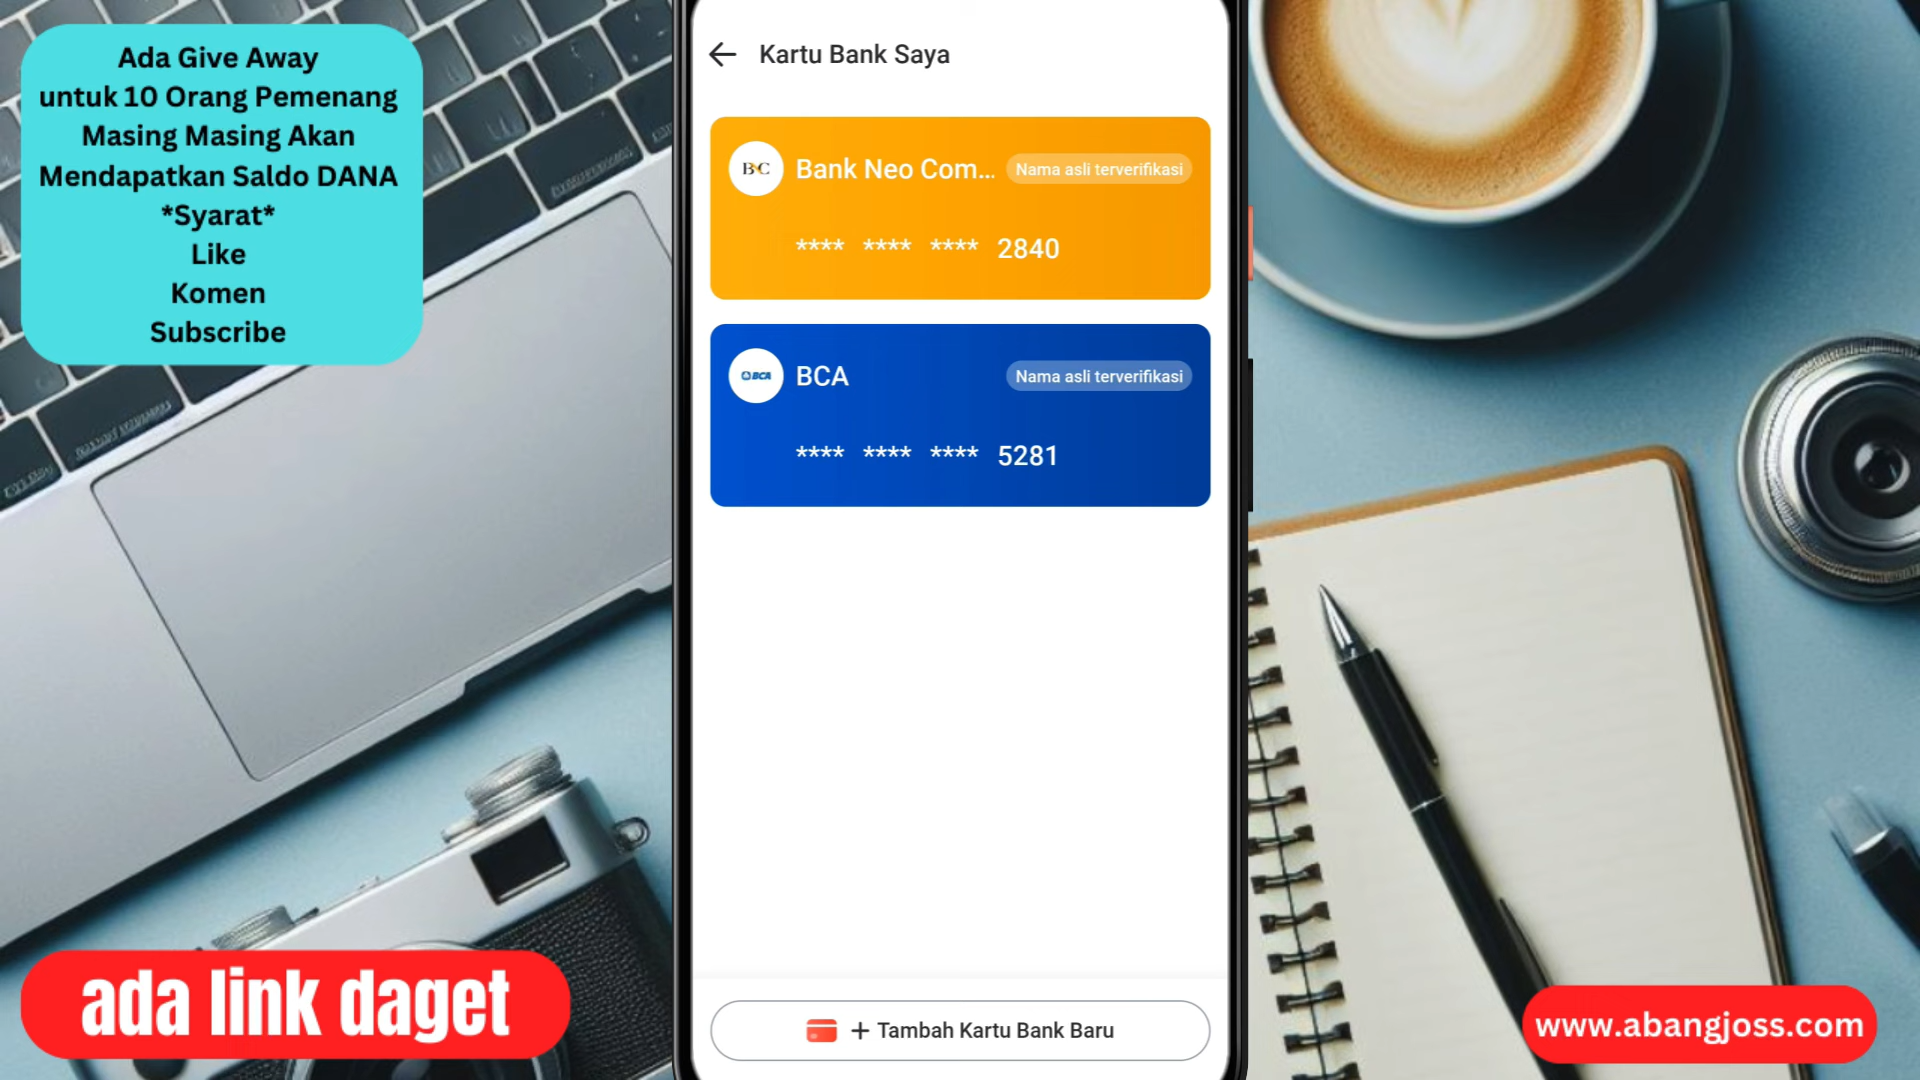 Ada Give Away
untuk 10 Orang Pemenang
Masing Masing Akan
Mendapatkan Saldo DANA
*Syarat*
Like
Komen
Subscribe
Kartu Bank Saya
BNC
Bank Neo Com... Nama asli terverifikasi
**** **** **** 2840
BCA
BCA Nama asli terverifikasi
**** **** **** 5281
+ Tambah Kartu Bank Baru
ada link daget
www.abangjoss.com